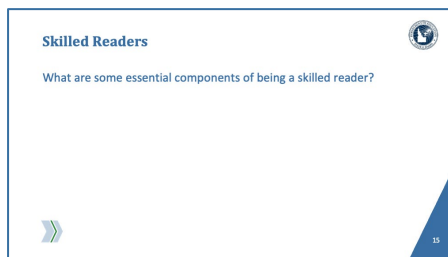 Skilled Readers
What are some essential components of being a skilled reader?
15